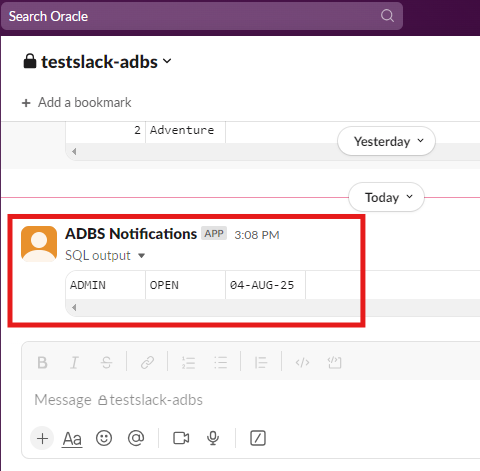 Search Oracle
testslack-adbs
+ Add a bookmark
2 Adventure
Yesterday
Today
ADBS Notifications APP 3:08 PM
SQL output
ADMIN OPEN 04-AUG-25
B I S
Message testslack-adbs
+ Aa @